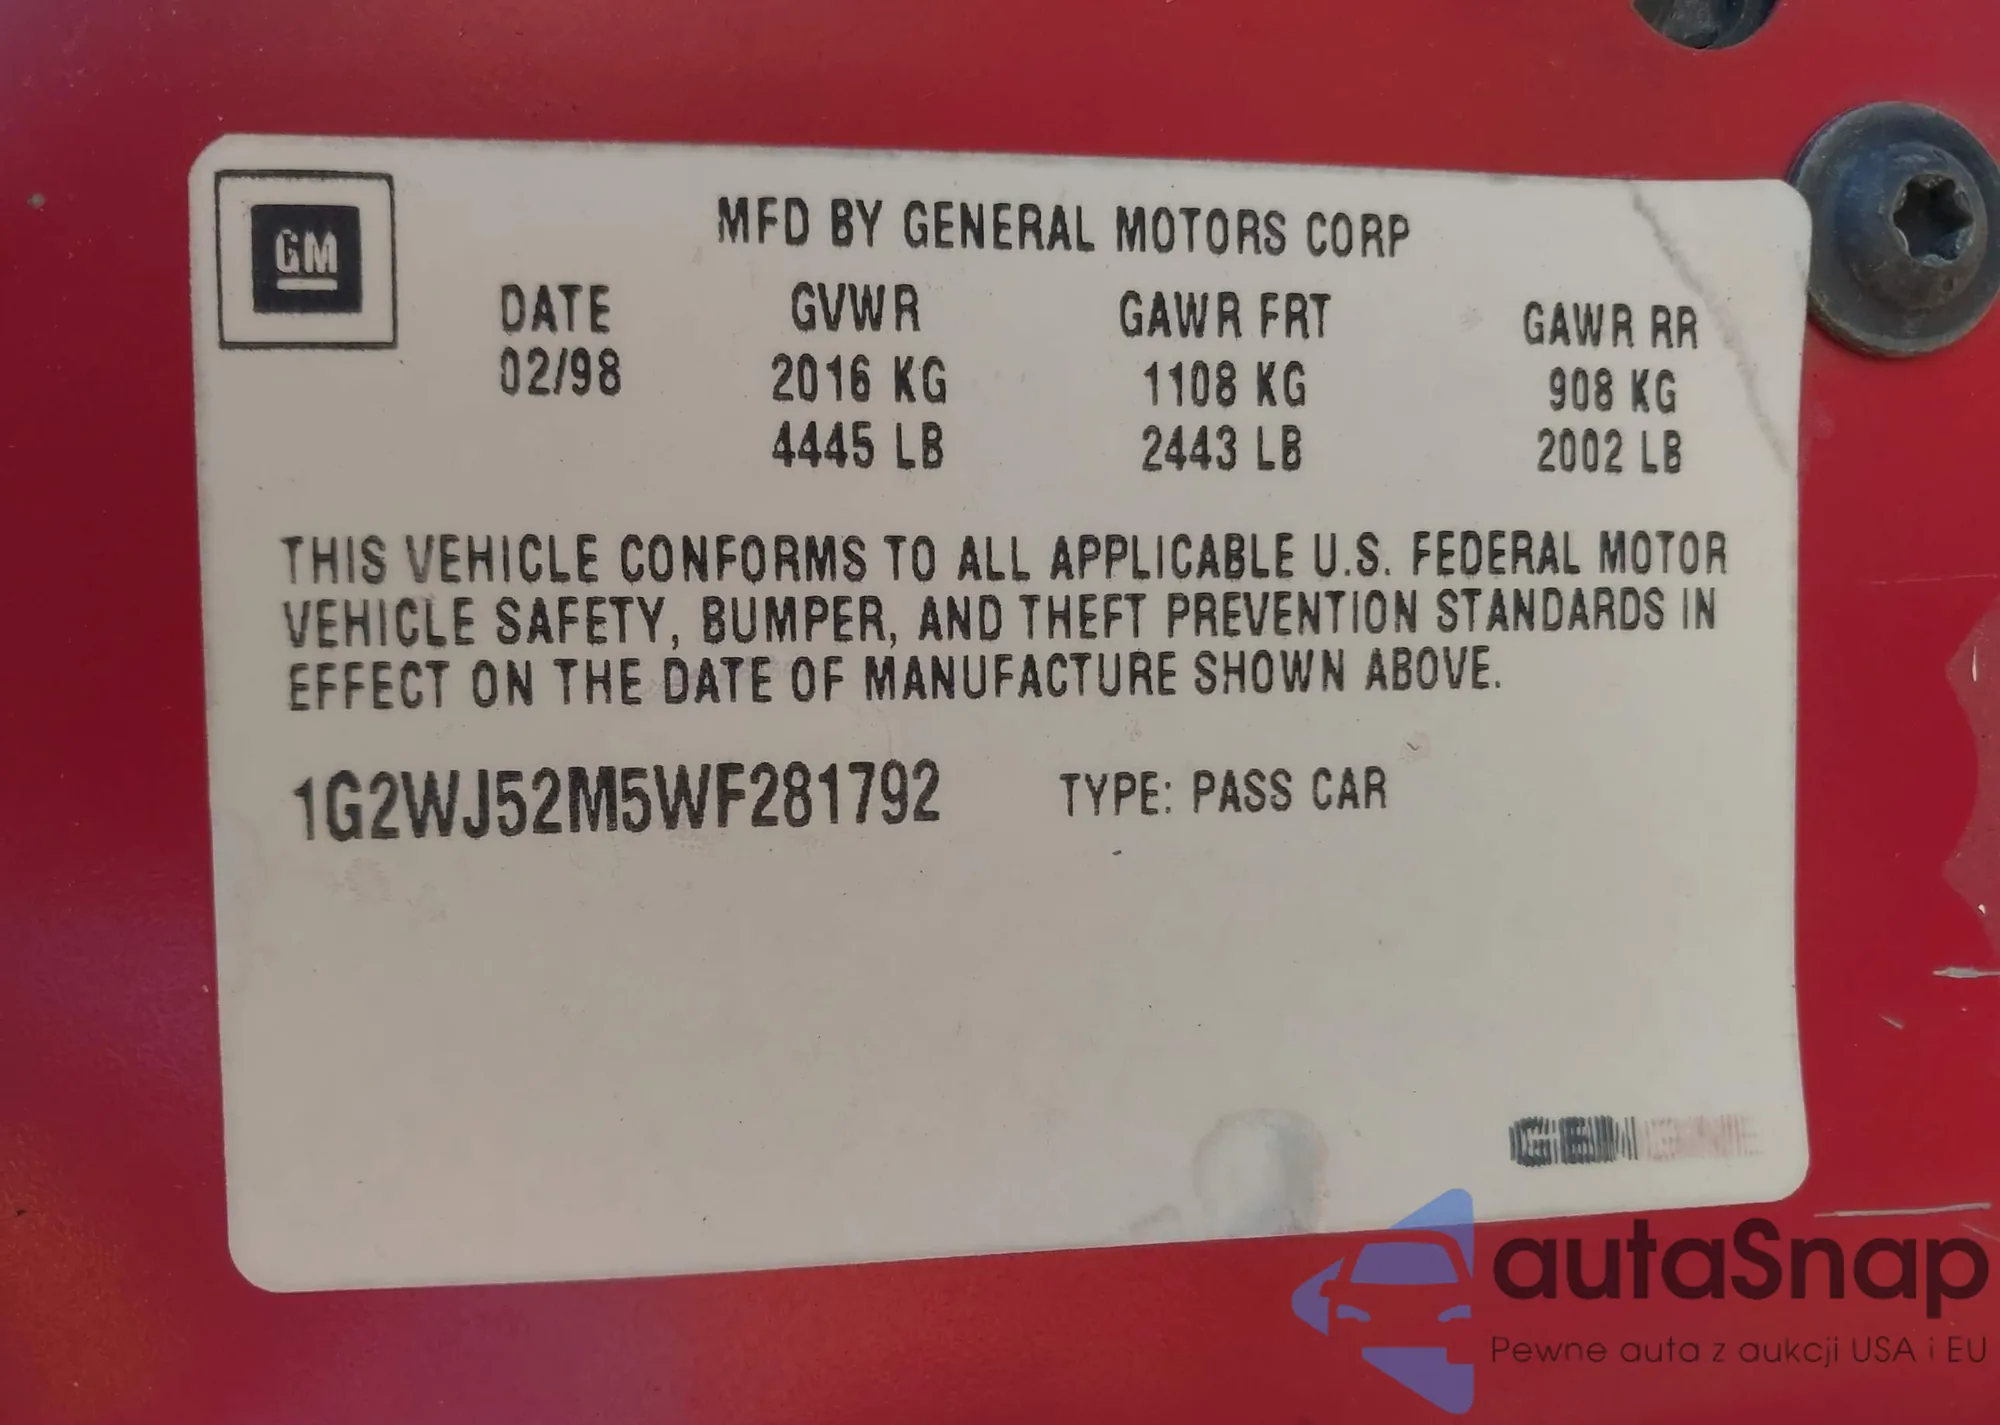 GM
MFD BY GENERAL MOTORS CORP
DATE GVWR GAWR FRT GAWR RR
02/98 2016 KG 1108 KG 908 KG
4445 LB 2443 LB 2002 LB
THIS VEHICLE CONFORMS TO ALL APPLICABLE U.S. FEDERAL MOTOR
VEHICLE SAFETY, BUMPER, AND THEFT PREVENTION STANDARDS IN
EFFECT ON THE DATE OF MANUFACTURE SHOWN ABOVE.
1G2WJ52M5WF281792 TYPE: PASS CAR
autaSnap
Pewne auta z aukcji USA i EU